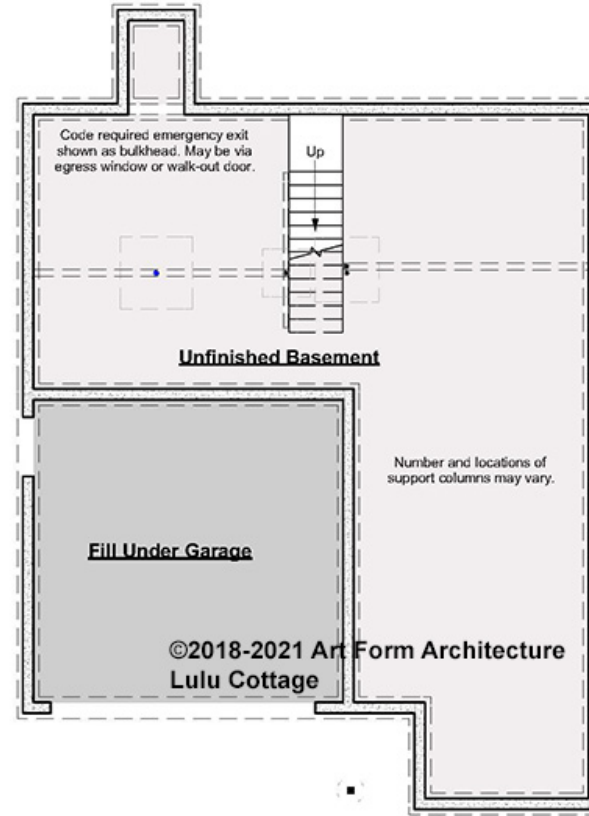 Code required emergency exit
shown as bulkhead. May be via
egress window or walk-out door.
Up
Unfinished Basement
Number and locations of
support columns may vary.
Fill Under Garage
©2018-2021 Art Form Architecture
Lulu Cottage